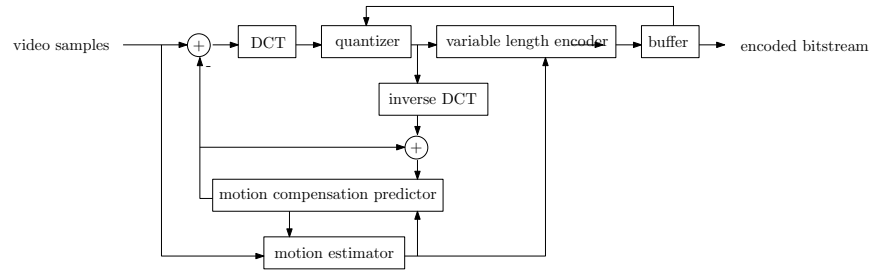 video samples
+
-
DCT
quantizer
variable length encoder
buffer
encoded bitstream
inverse DCT
+
motion compensation predictor
motion estimator